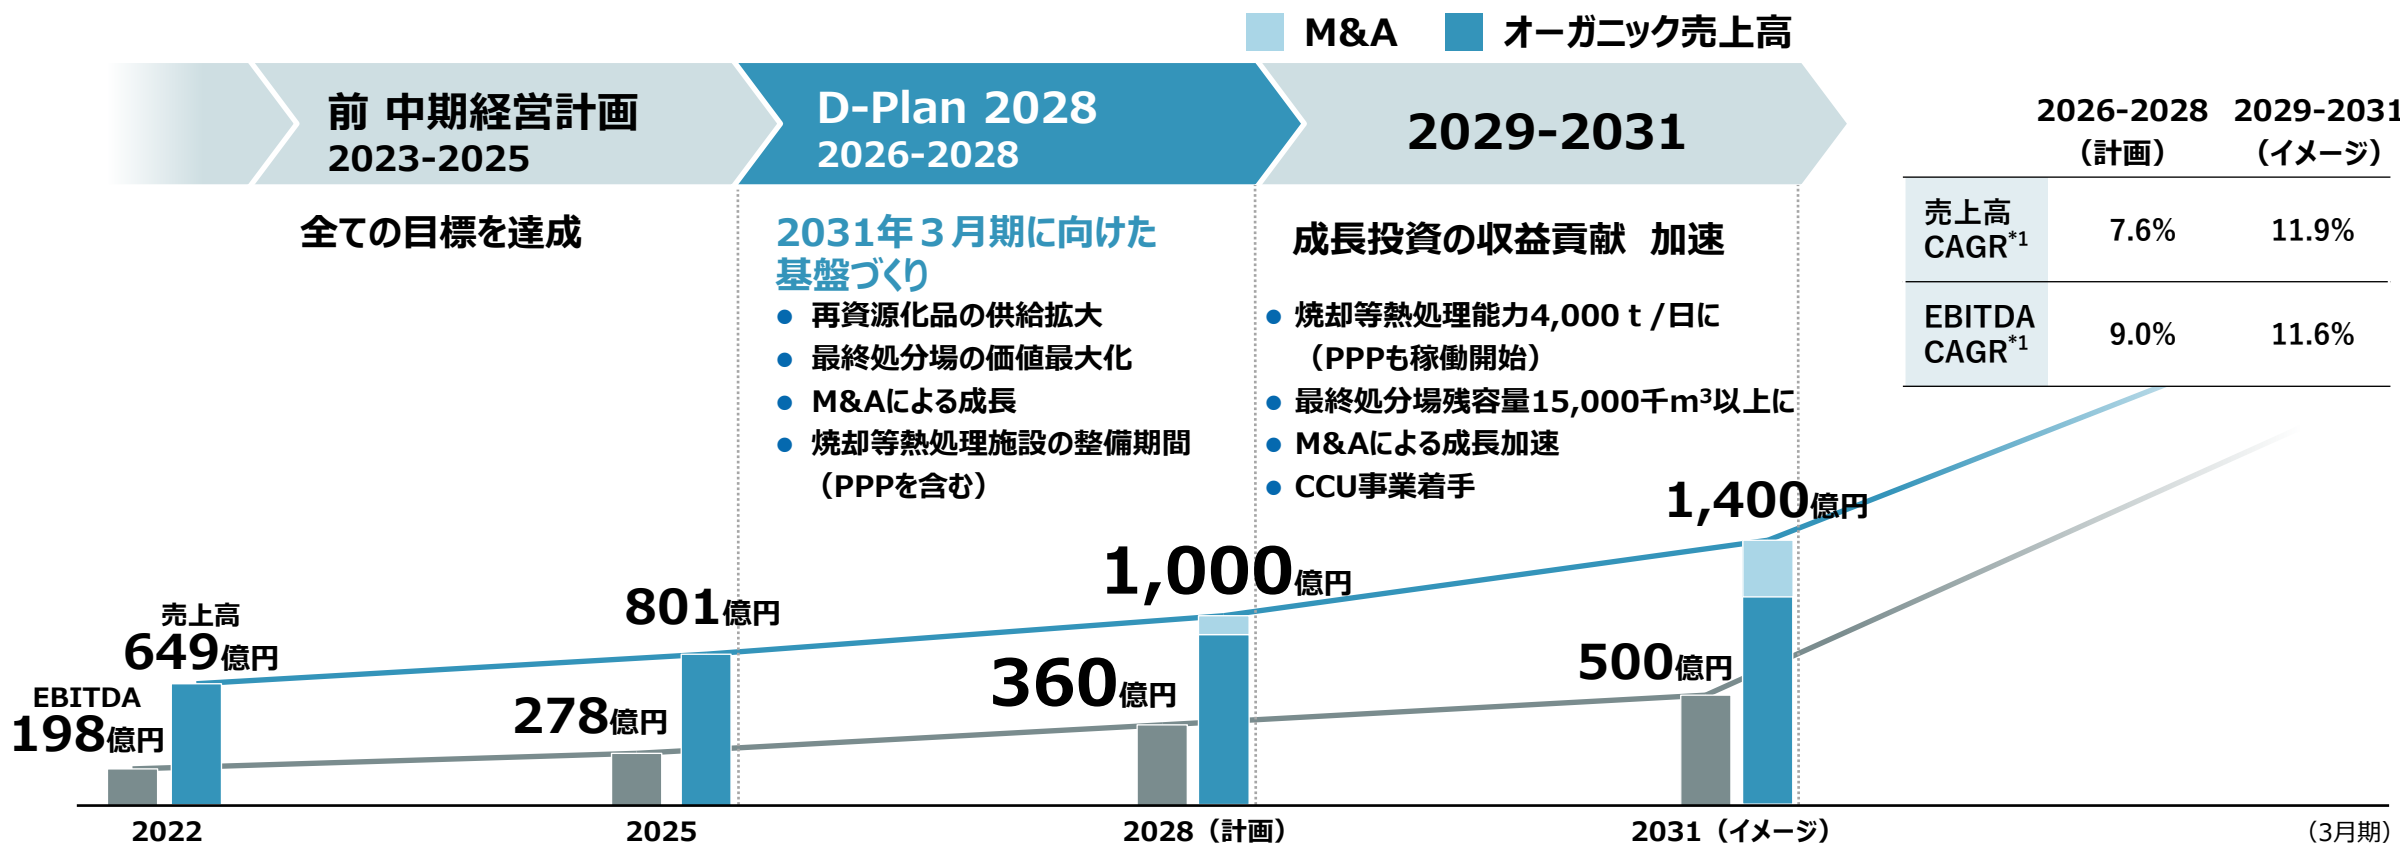 M&A
オーガニック売上高
前 中期経営計画
2023-2025
D-Plan 2028
2026-2028
2029-2031
2026-2028
（計画）
2029-2031
（イメージ）
売上高
CAGR*1
7.6%
11.9%
EBITDA
CAGR*1
9.0%
11.6%
全ての目標を達成
2031年３月期に向けた
基盤づくり
● 再資源化品の供給拡大
● 最終処分場の価値最大化
● M&Aによる成長
● 焼却等熱処理施設の整備期間
（PPPを含む）
成長投資の収益貢献 加速
● 焼却等熱処理能力4,000ｔ/日に
（PPPも稼働開始）
● 最終処分場残容量15,000千m³以上に
● M&Aによる成長加速
● CCU事業着手
売上高
649億円
EBITDA
198億円
801億円
278億円
1,000億円
360億円
1,400億円
500億円
2022
2025
2028（計画）
2031（イメージ）
（3月期）